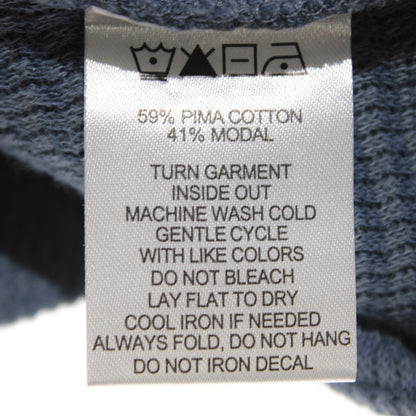 59% PIMA COTTON
41% MODAL
TURN GARMENT
INSIDE OUT
MACHINE WASH COLD
GENTLE CYCLE
WITH LIKE COLORS
DO NOT BLEACH
LAY FLAT TO DRY
COOL IRON IF NEEDED
ALWAYS FOLD, DO NOT HANG
DO NOT IRON DECAL